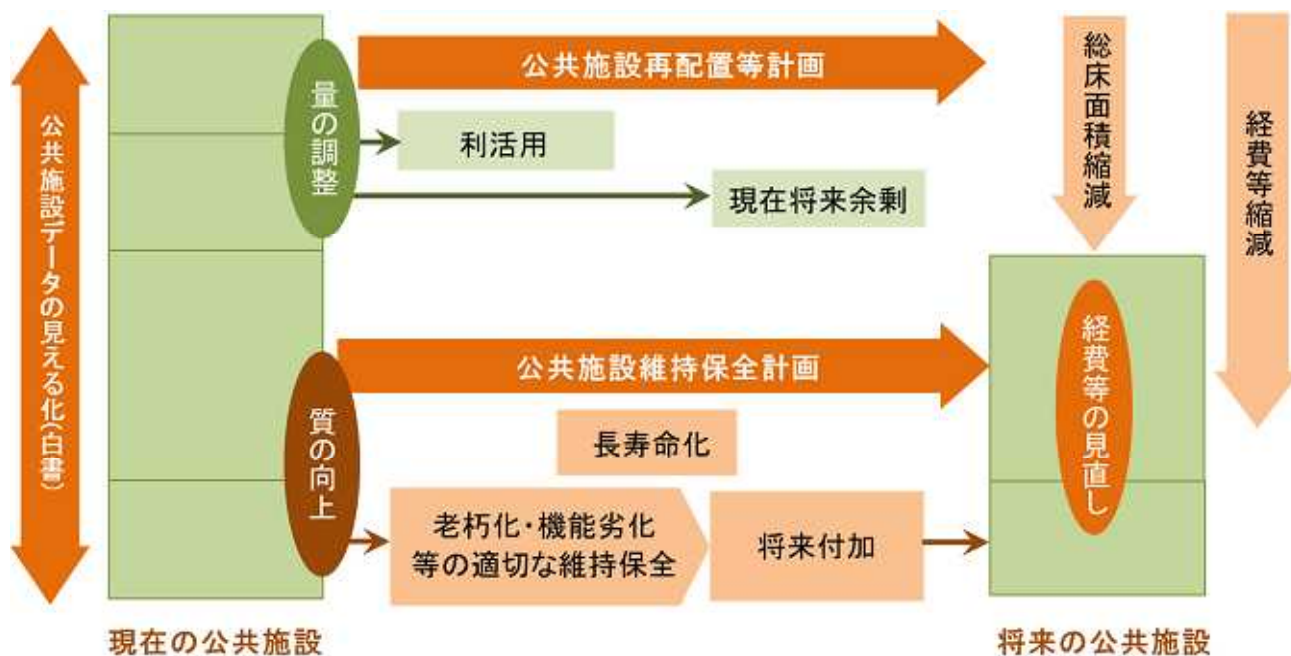 公共施設データの見える化(白書)
量の調整
公共施設再配置等計画
利活用
現在将来余剰
総床面積縮減
経費等縮減
質の向上
公共施設維持保全計画
長寿命化
老朽化・機能劣化
等の適切な維持保全
将来付加
経費等の見直し
現在の公共施設
将来の公共施設